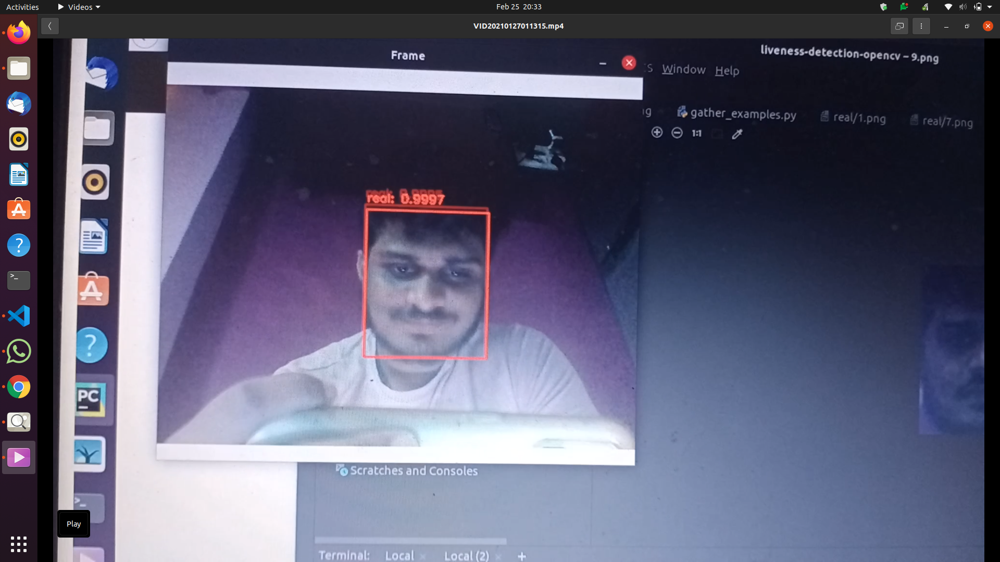 Activities
Videos
Feb 25 20:33
VID20210127011315.mp4
Frame
liveness-detection-opencv – 9.png
Window Help
gather_examples.py
real/1.png
real/7.png
1:1
real: 0.9997
PC
Scratches and Consoles
Play
Terminal: Local × Local (2) × +